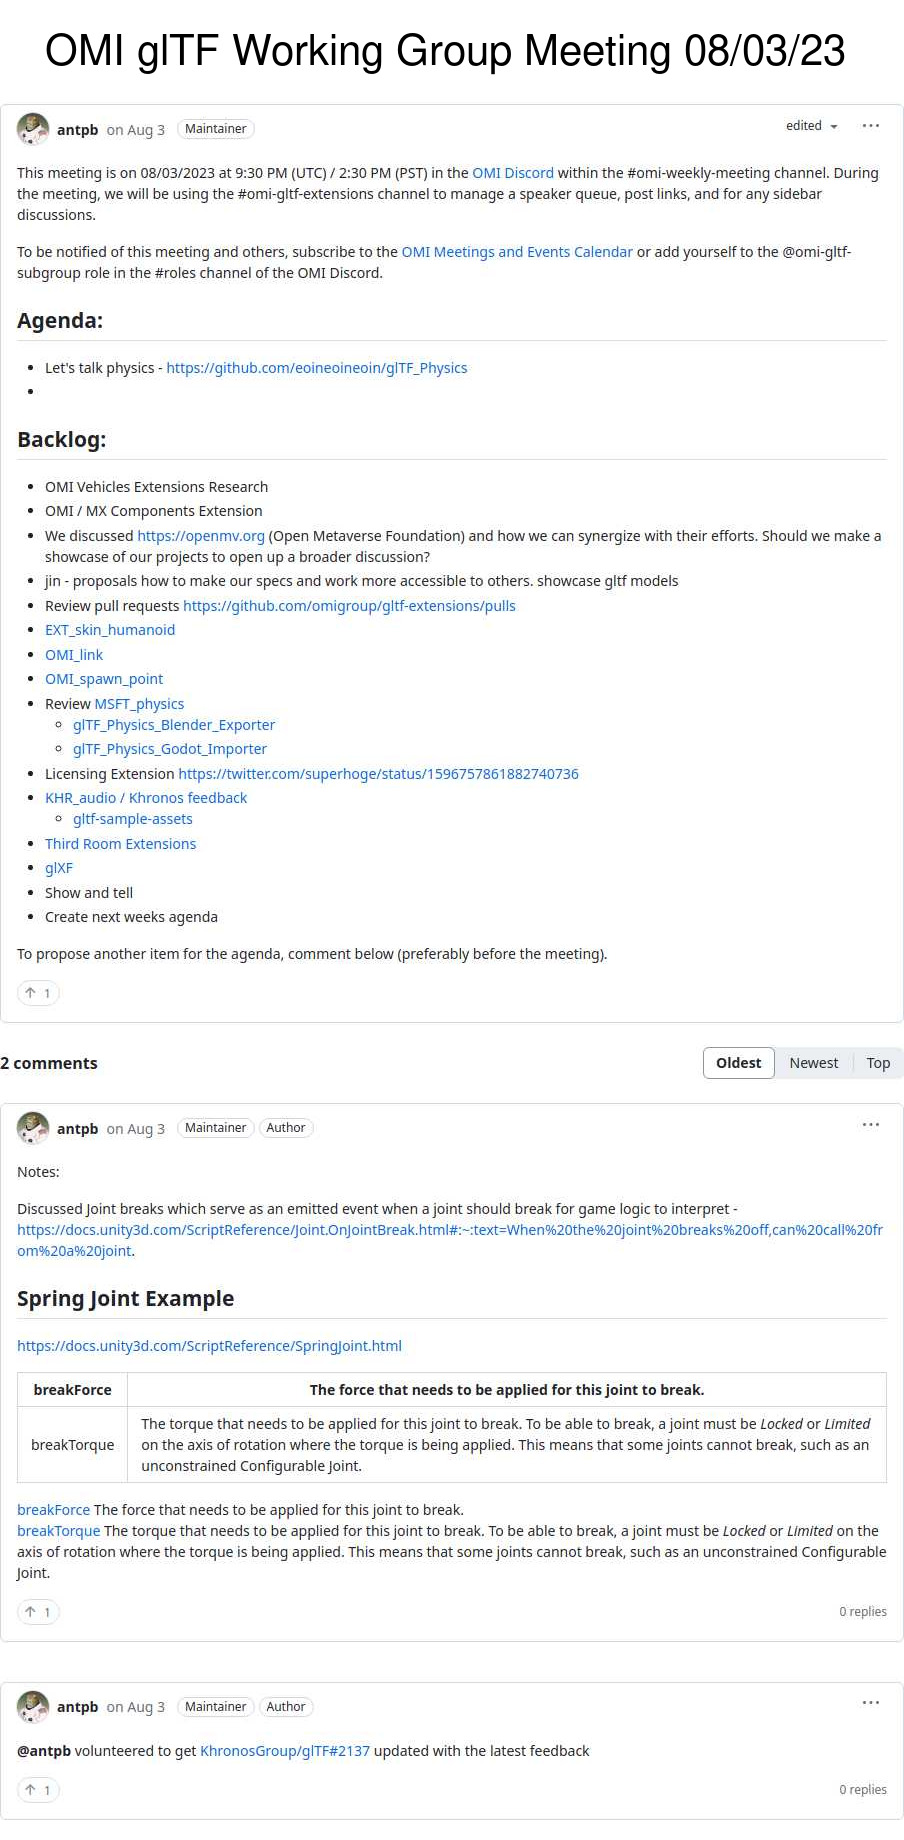 OMI glTF Working Group Meeting 08/03/23
antpb on Aug 3 Maintainer edited
This meeting is on 08/03/2023 at 9:30 PM (UTC) / 2:30 PM (PST) in the OMI Discord within the #omi-weekly-meeting channel. During
the meeting, we will be using the #omi-gltf-extensions channel to manage a speaker queue, post links, and for any sidebar
discussions.
To be notified of this meeting and others, subscribe to the OMI Meetings and Events Calendar or add yourself to the @omi-gltf-
subgroup role in the #roles channel of the OMI Discord.
Agenda:
• Let's talk physics - https://github.com/eoineoineoin/glTF_Physics
•
Backlog:
• OMI Vehicles Extensions Research
• OMI / MX Components Extension
• We discussed https://openmv.org (Open Metaverse Foundation) and how we can synergize with their efforts. Should we make a
showcase of our projects to open up a broader discussion?
• jin - proposals how to make our specs and work more accessible to others. showcase gltf models
• Review pull requests https://github.com/omigroup/gltf-extensions/pulls
• EXT_skin_humanoid
• OMI_link
• OMI_spawn_point
• Review MSFT_physics
◦ glTF_Physics_Blender_Exporter
◦ glTF_Physics_Godot_Importer
• Licensing Extension https://twitter.com/superhoge/status/1596757861882740736
• KHR_audio / Khronos feedback
◦ gltf-sample-assets
• Third Room Extensions
• glXF
• Show and tell
• Create next weeks agenda
To propose another item for the agenda, comment below (preferably before the meeting).
↑ 1
2 comments Oldest Newest Top
antpb on Aug 3 Maintainer Author
Notes:
Discussed Joint breaks which serve as an emitted event when a joint should break for game logic to interpret -
https://docs.unity3d.com/ScriptReference/Joint.OnJointBreak.html#:~:text=When%20the%20joint%20breaks%20off,can%20call%20fr
om%20a%20joint.
Spring Joint Example
https://docs.unity3d.com/ScriptReference/SpringJoint.html
breakForce The force that needs to be applied for this joint to break.
The torque that needs to be applied for this joint to break. To be able to break, a joint must be Locked or Limited
breakTorque on the axis of rotation where the torque is being applied. This means that some joints cannot break, such as an
unconstrained Configurable Joint.
breakForce The force that needs to be applied for this joint to break.
breakTorque The torque that needs to be applied for this joint to break. To be able to break, a joint must be Locked or Limited on the
axis of rotation where the torque is being applied. This means that some joints cannot break, such as an unconstrained Configurable
Joint.
↑ 1 0 replies
antpb on Aug 3 Maintainer Author
@antpb volunteered to get KhronosGroup/glTF#2137 updated with the latest feedback
↑ 1 0 replies